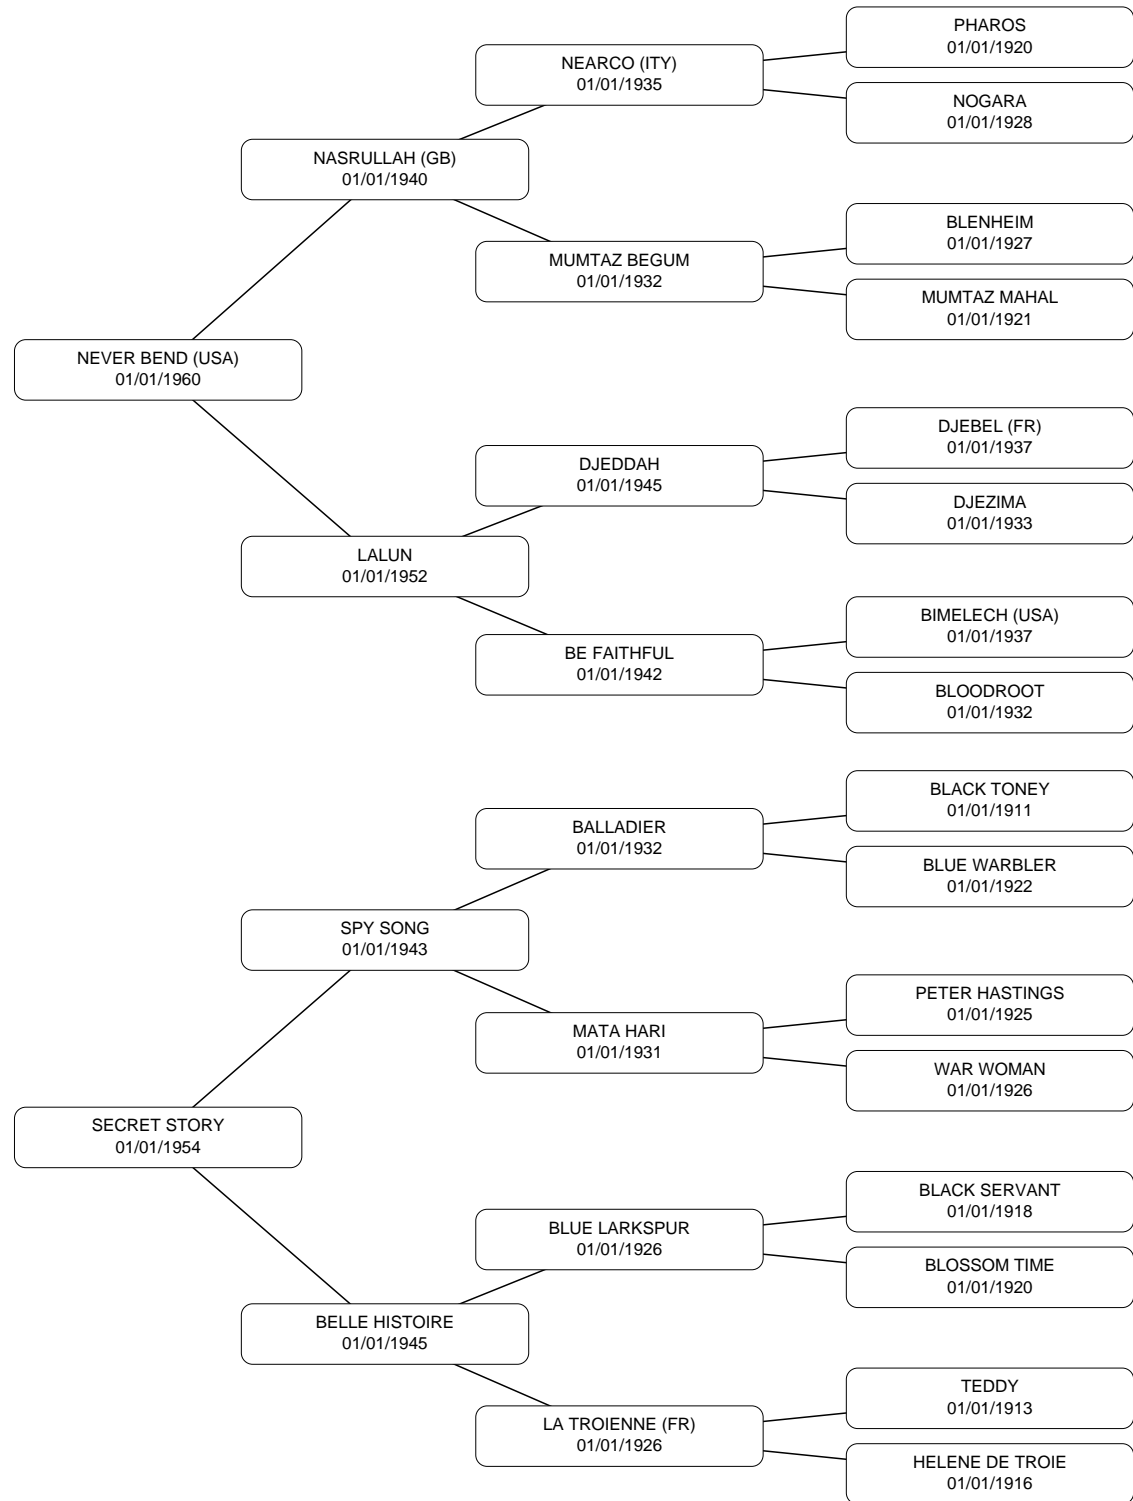 PHAROS
01/01/1920
NEARCO (ITY)
01/01/1935
NOGARA
01/01/1928
NASRULLAH (GB)
01/01/1940
BLENHEIM
01/01/1927
MUMTAZ BEGUM
01/01/1932
MUMTAZ MAHAL
01/01/1921
NEVER BEND (USA)
01/01/1960
DJEBEL (FR)
01/01/1937
DJEDDAH
01/01/1945
DJEZIMA
01/01/1933
LALUN
01/01/1952
BIMELECH (USA)
01/01/1937
BE FAITHFUL
01/01/1942
BLOODROOT
01/01/1932
BLACK TONEY
01/01/1911
BALLADIER
01/01/1932
BLUE WARBLER
01/01/1922
SPY SONG
01/01/1943
PETER HASTINGS
01/01/1925
MATA HARI
01/01/1931
WAR WOMAN
01/01/1926
SECRET STORY
01/01/1954
BLACK SERVANT
01/01/1918
BLUE LARKSPUR
01/01/1926
BLOSSOM TIME
01/01/1920
BELLE HISTOIRE
01/01/1945
TEDDY
01/01/1913
LA TROIENNE (FR)
01/01/1926
HELENE DE TROIE
01/01/1916